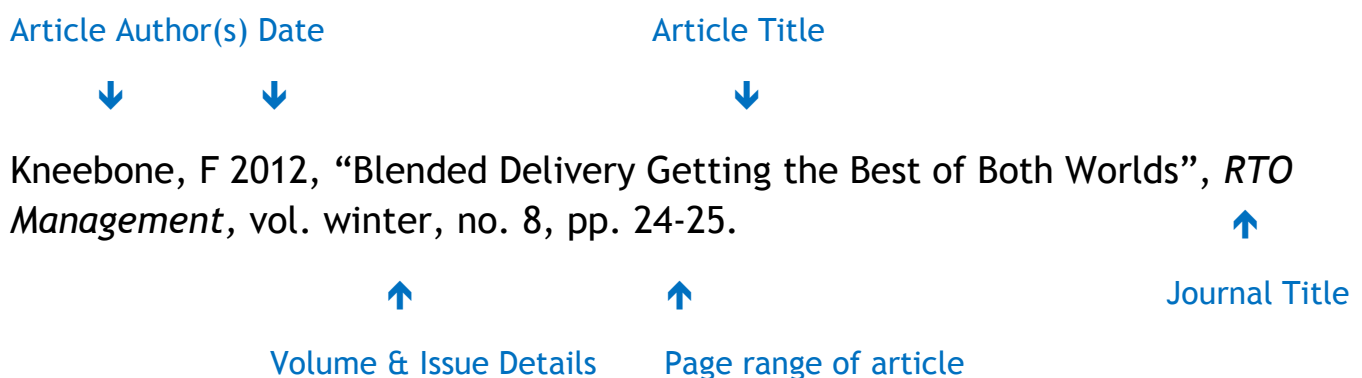 Article Author(s) Date Article Title
Kneebone, F 2012, “Blended Delivery Getting the Best of Both Worlds”, RTO
Management, vol. winter, no. 8, pp. 24-25.
Journal Title
Volume & Issue Details Page range of article